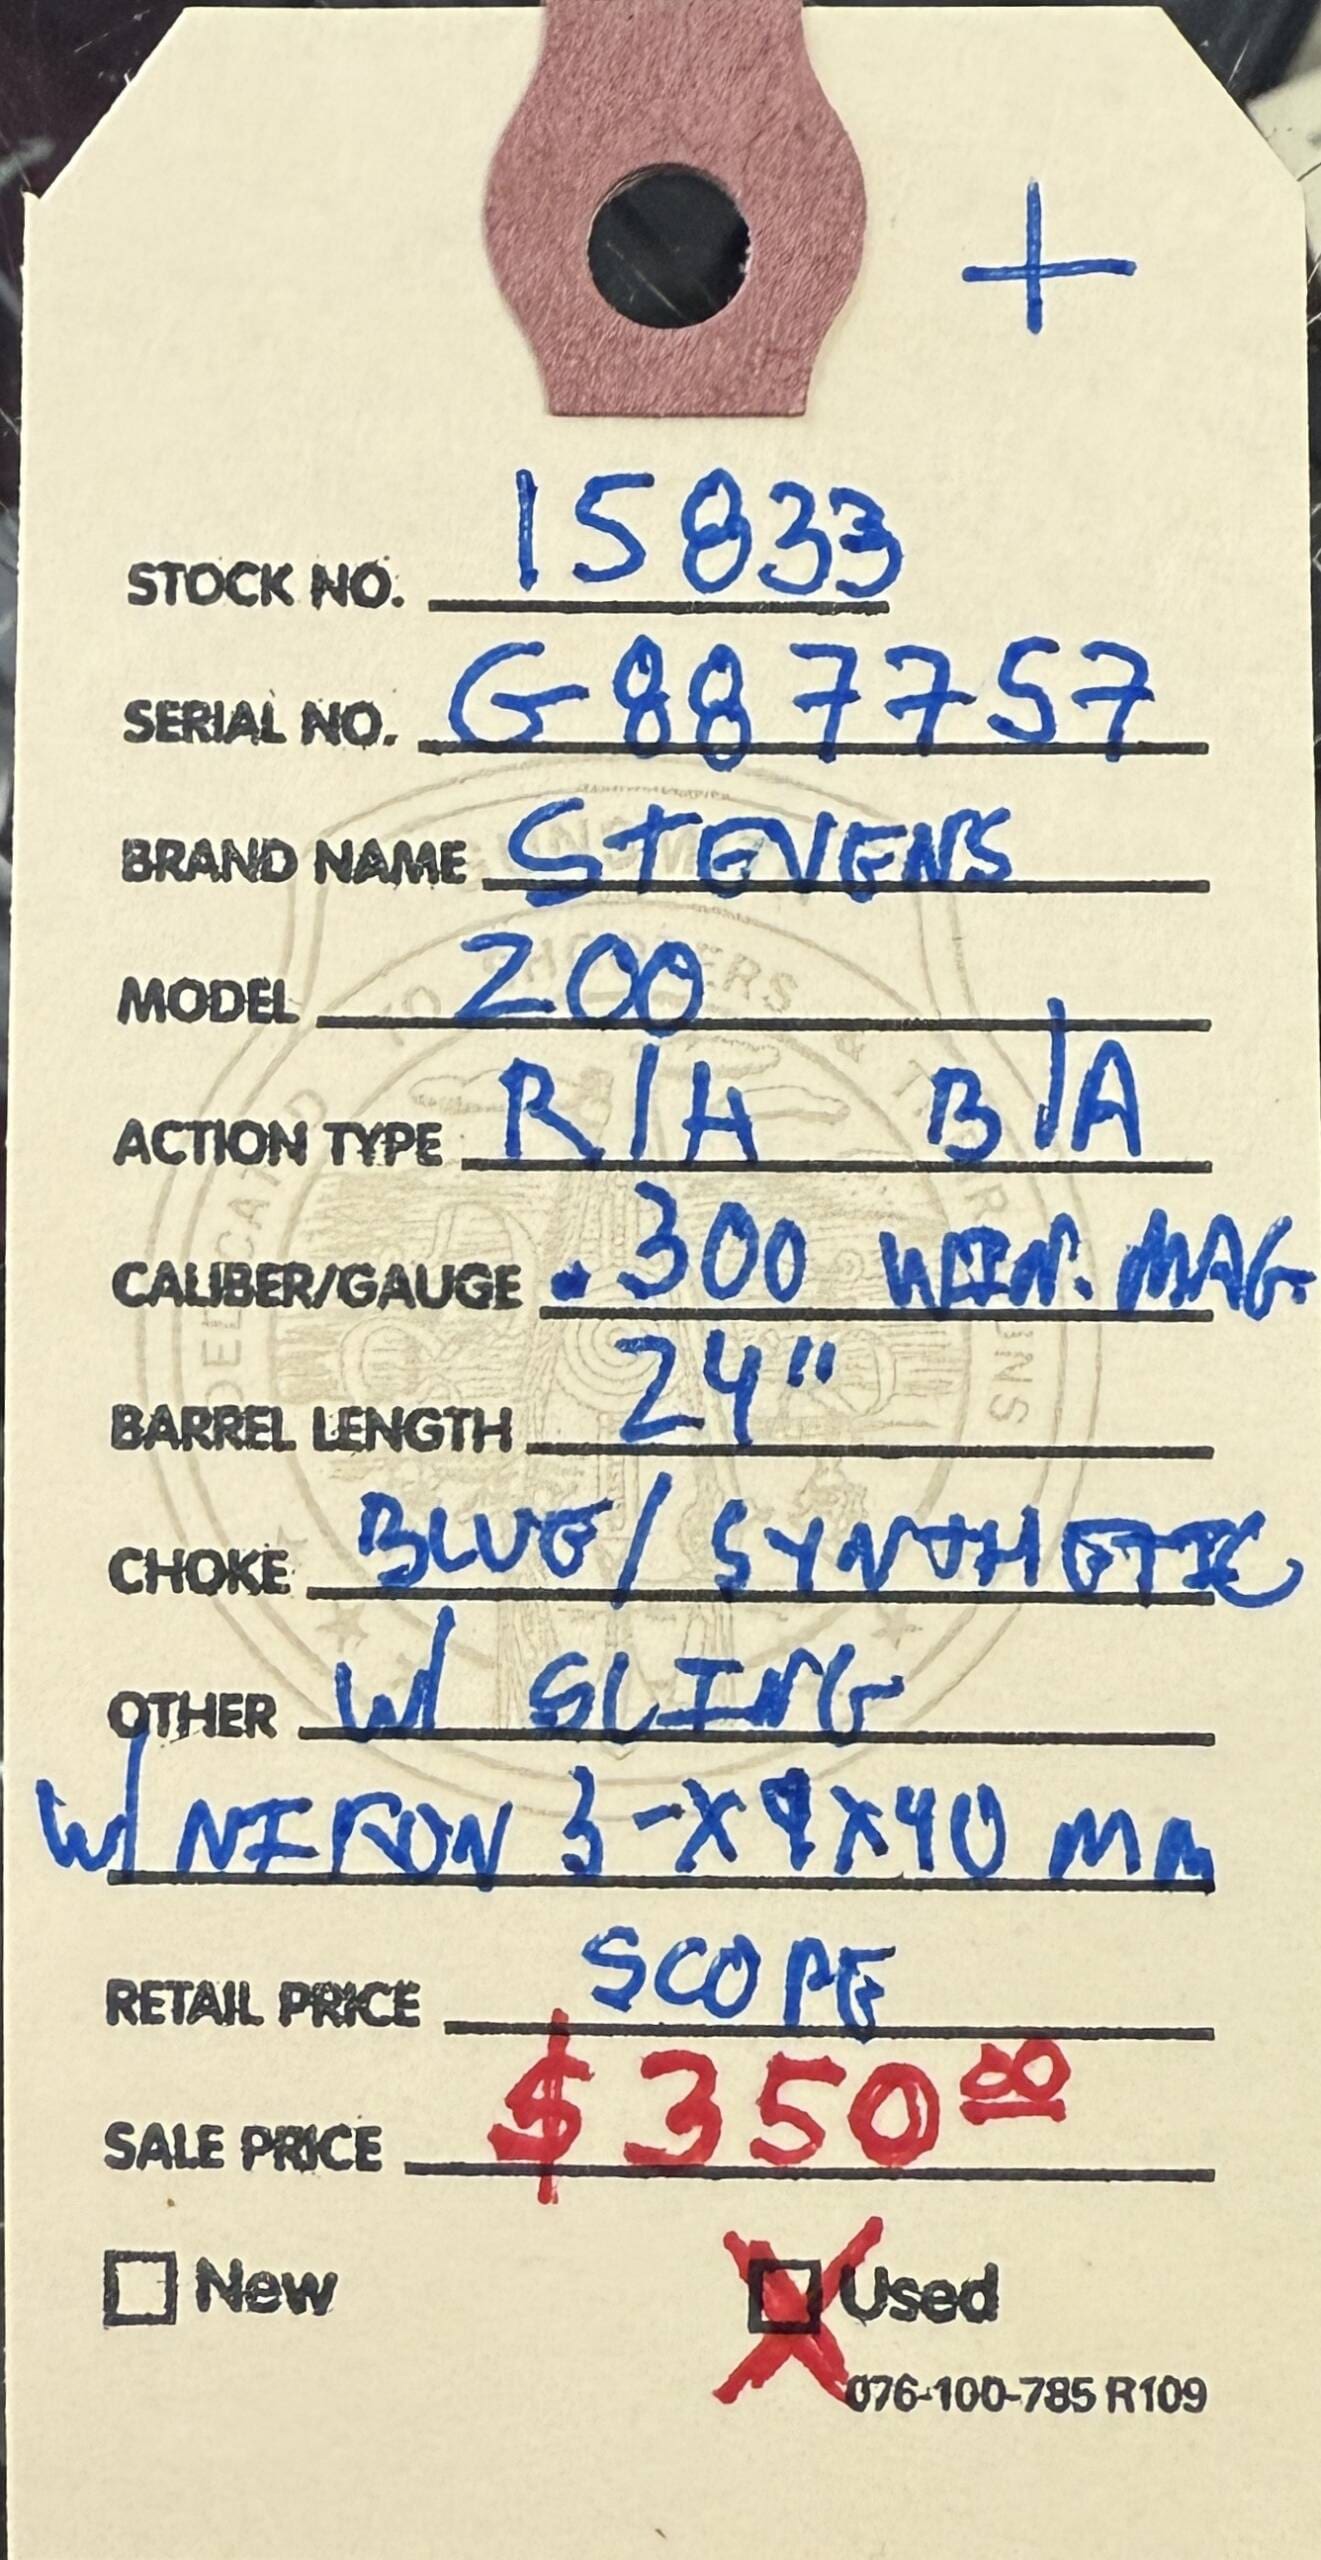 +
STOCK NO. 15833
SERIAL NO. G887757
BRAND NAME STEVENS
MODEL 200
ACTION TYPE R/H B/A
CALIBER/GAUGE .300 WIN. MAG.
BARREL LENGTH 24"
CHOKE BLUE/SYNTHETIC
OTHER W/ SLING
W/ NIKON 3-X9X40 MM
RETAIL PRICE SCOPE
SALE PRICE $350.00
New Used
076-100-785 R109